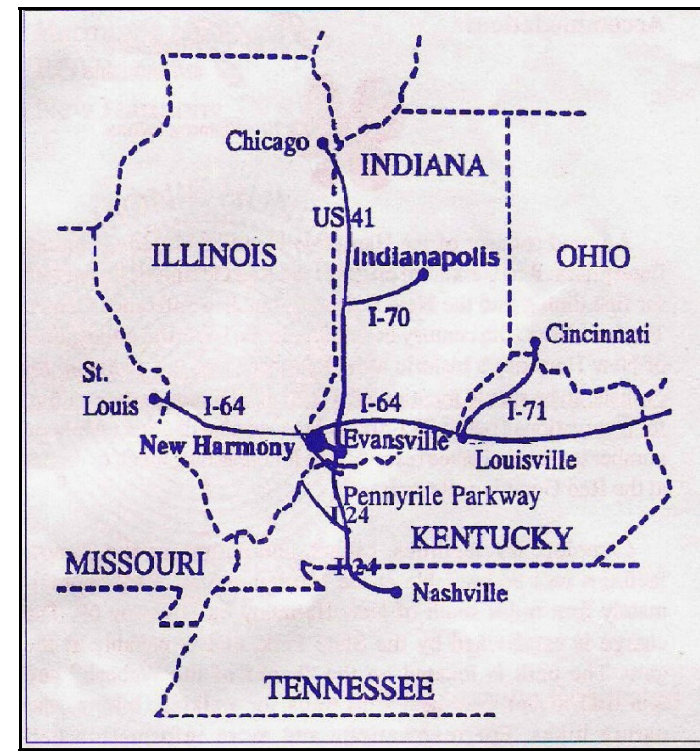 Chicago
INDIANA
US 41
ILLINOIS
Indianapolis
OHIO
I-70
Cincinnati
St.
Louis
I-64
I-64
I-71
New Harmony
Evansville
Louisville
Pennyrile Parkway
I-24
KENTUCKY
MISSOURI
I-24
Nashville
TENNESSEE